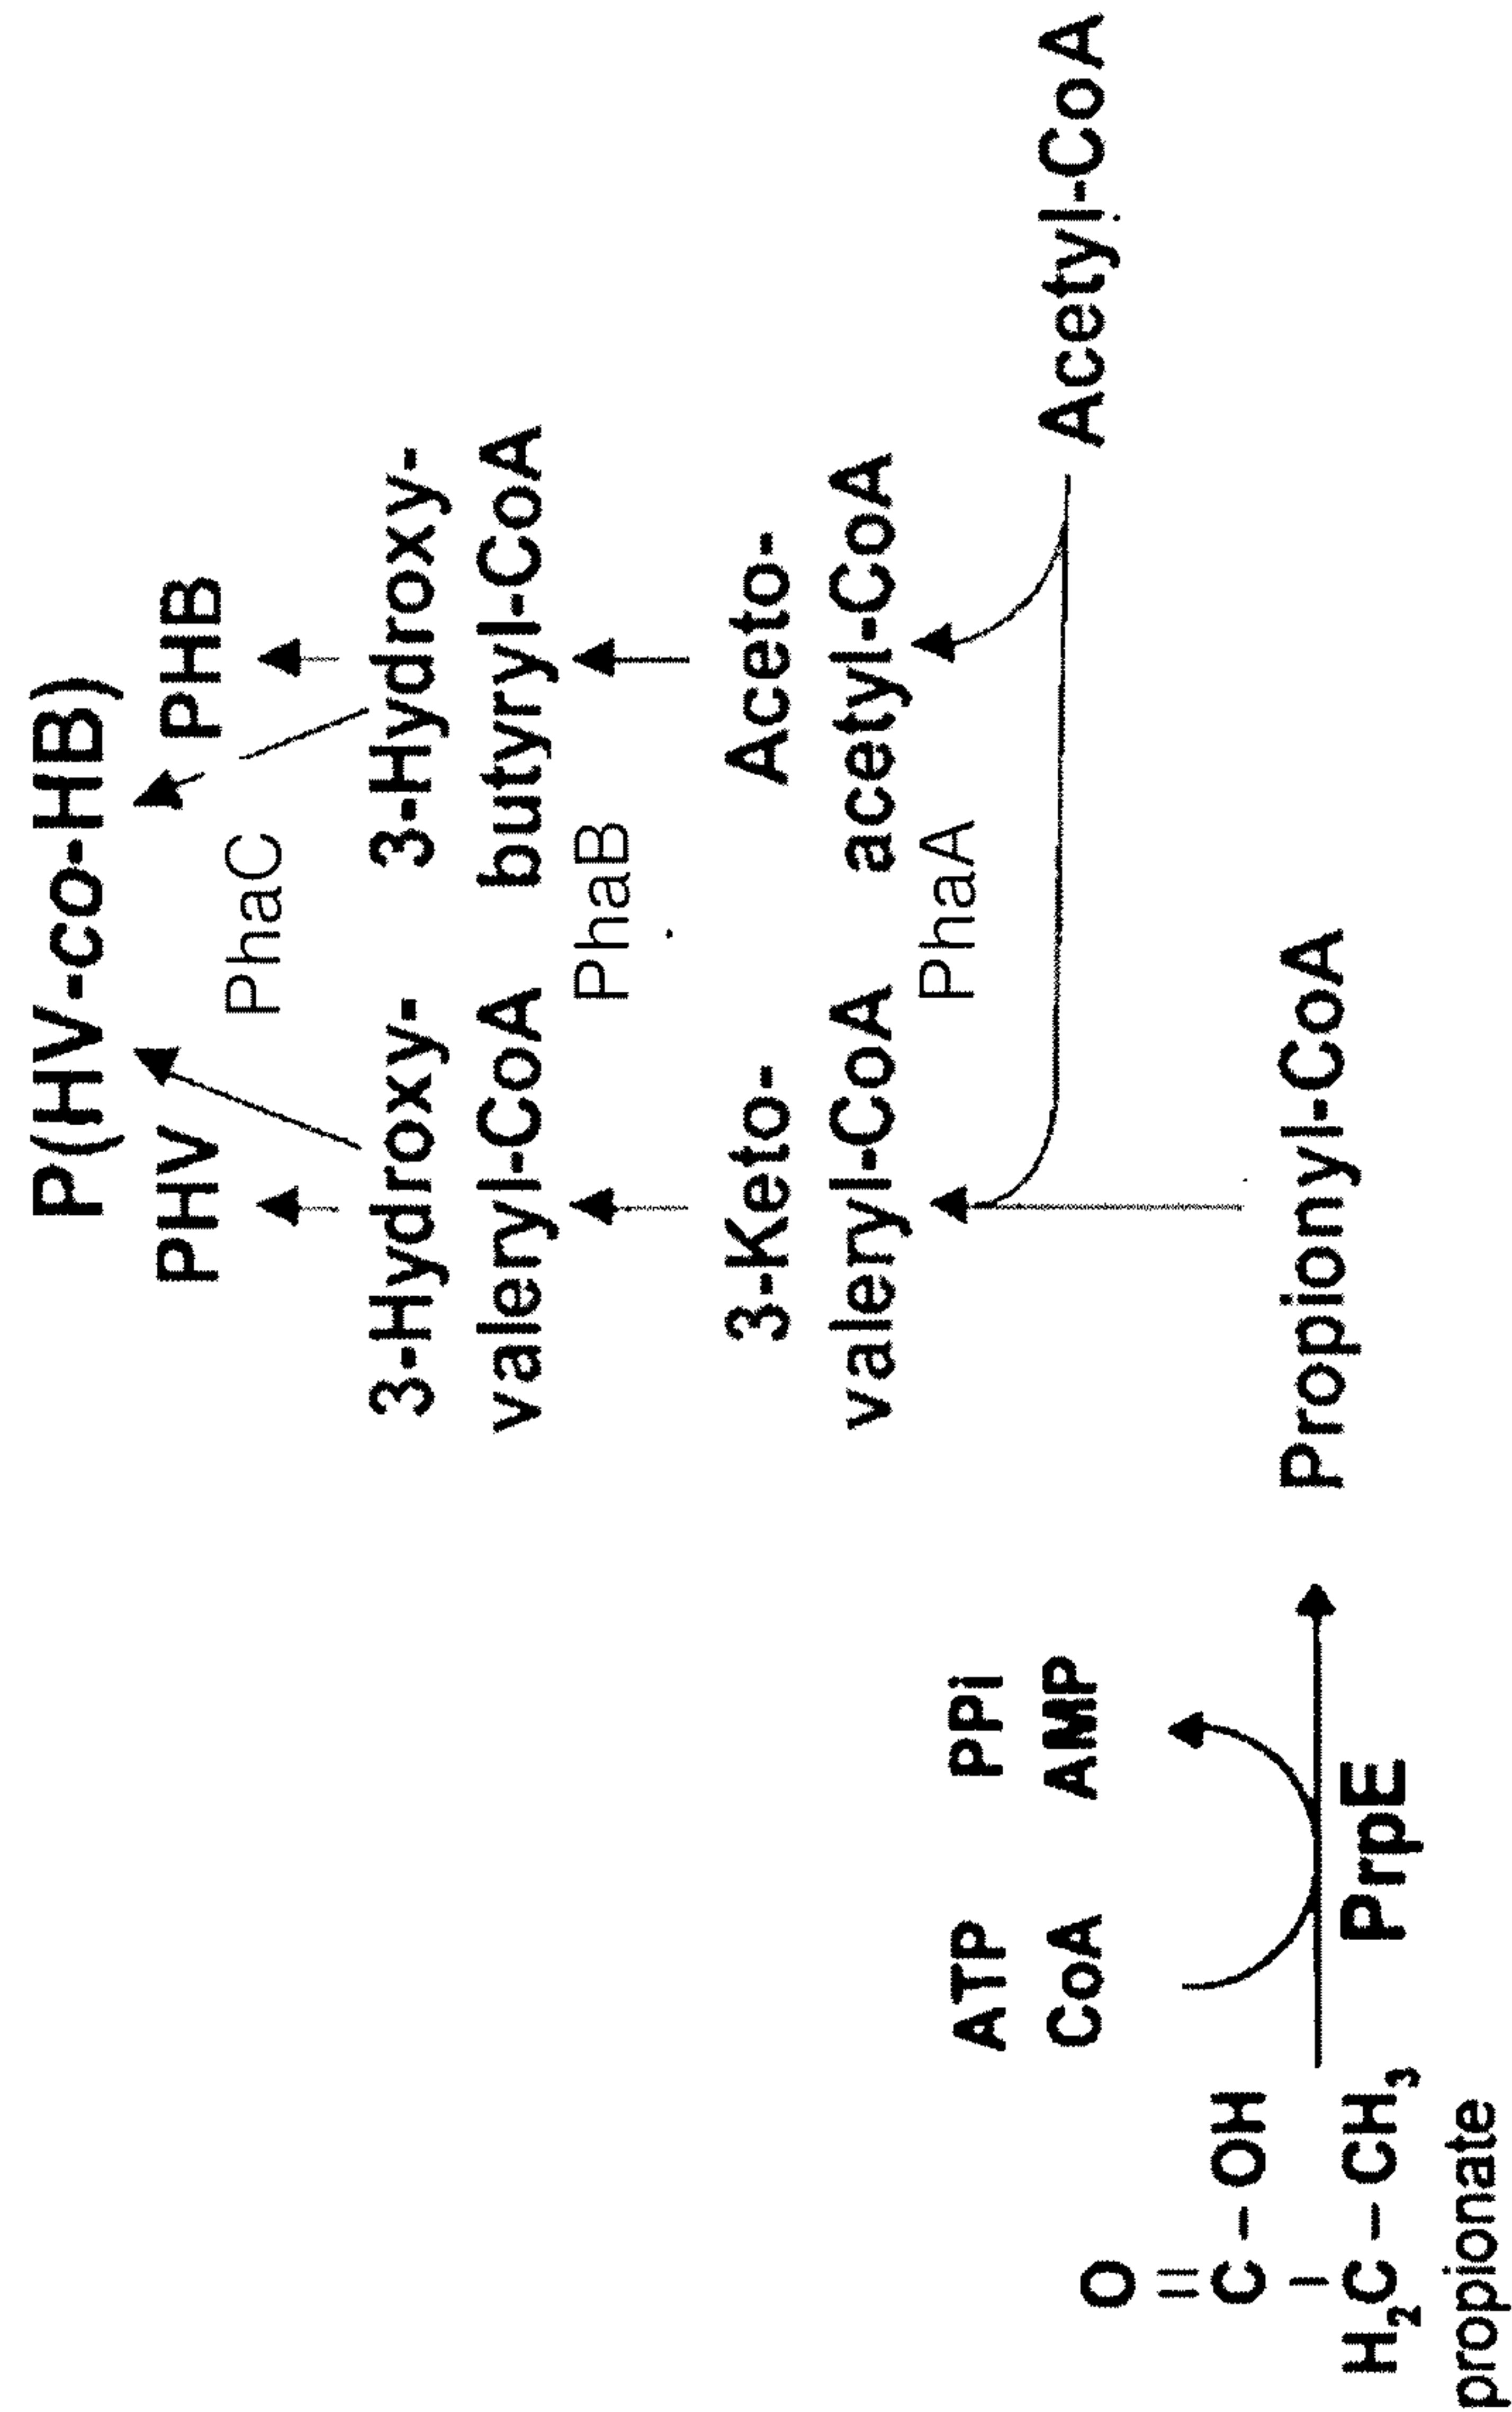 P(HV-co-HB)
PHV PHB
PhaC
3-Hydroxy- 3-Hydroxy-
valeryl-CoA butyryl-CoA
PhaB
3-Keto- Aceto-
valeryl-CoA acetyl-CoA
PhaA
ATP PPi
CoA AMP
Acetyl-CoA
O
=
C – OH
–
H₂C – CH₃
PrpE
Propionyl-CoA
propionate